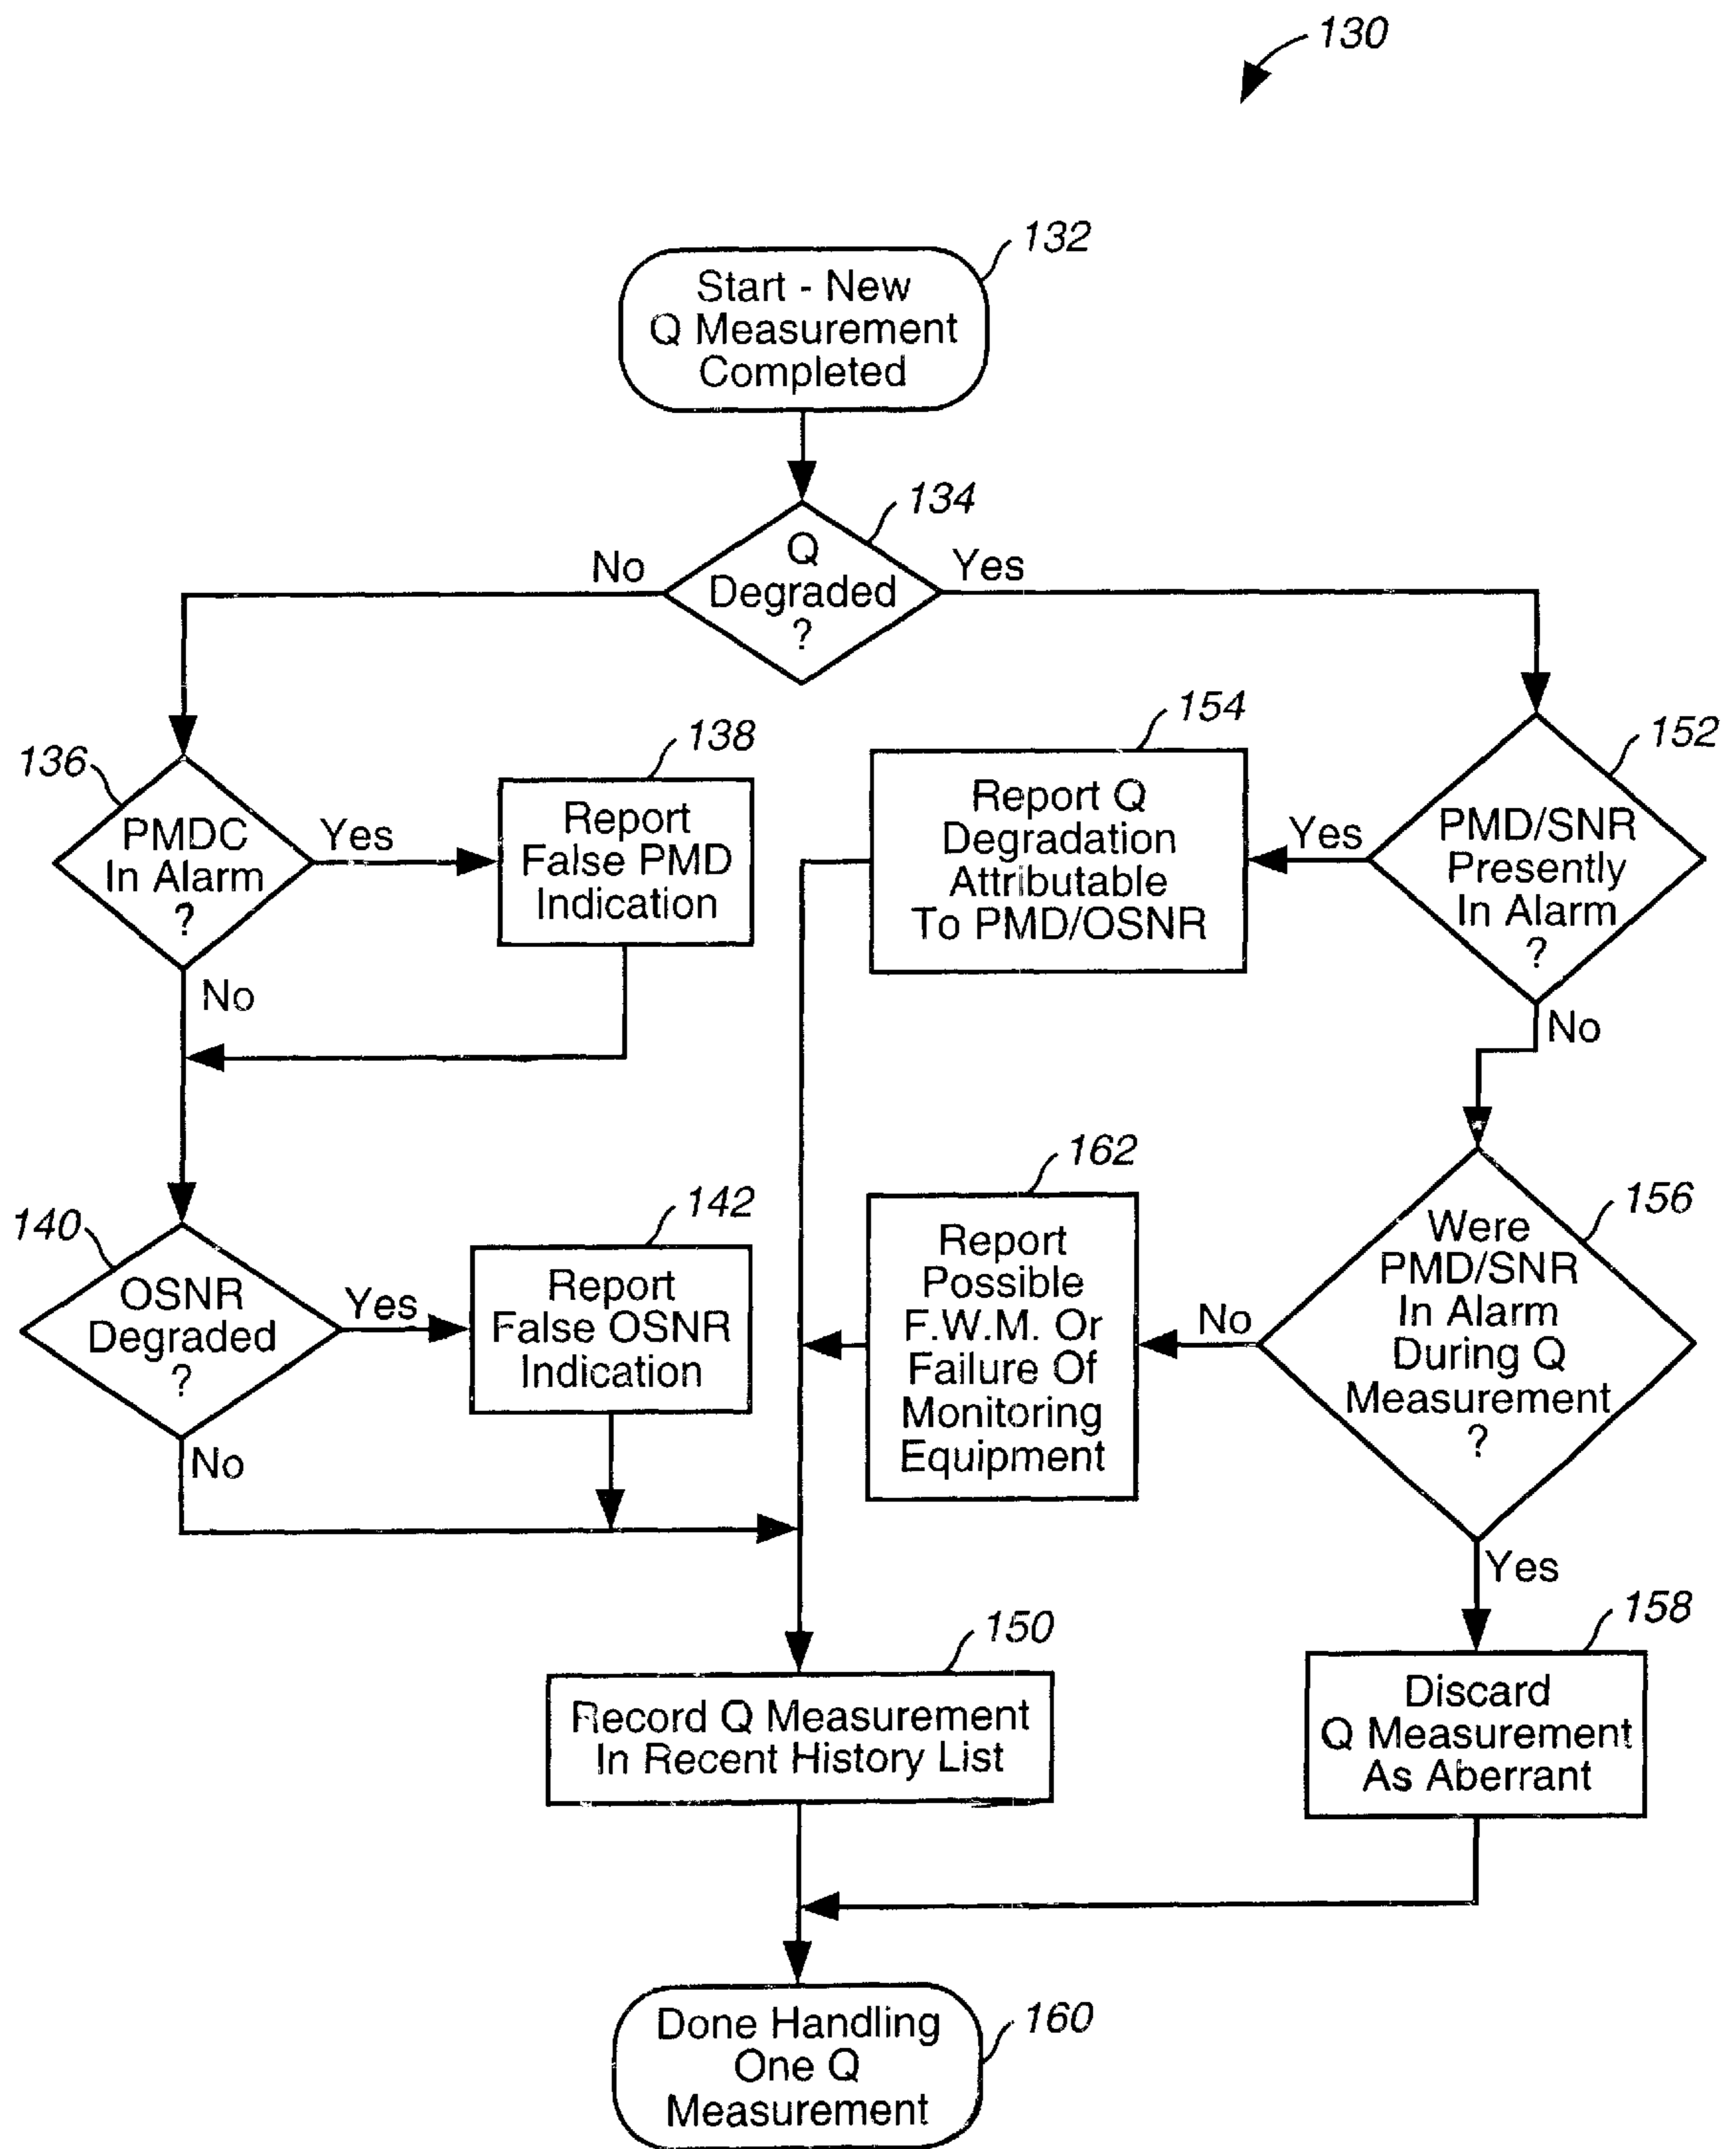 130
132
Start - New
Q Measurement
Completed
134
Q
Degraded
?
No
Yes
136
PMDC
In Alarm
?
Yes
No
138
Report
False PMD
Indication
154
Report Q
Degradation
Attributable
To PMD/OSNR
152
PMD/SNR
Presently
In Alarm
?
Yes
No
140
OSNR
Degraded
?
Yes
No
142
Report
False OSNR
Indication
162
Report
Possible
F.W.M. Or
Failure Of
Monitoring
Equipment
156
Were
PMD/SNR
In Alarm
During Q
Measurement
?
No
Yes
150
Record Q Measurement
In Recent History List
158
Discard
Q Measurement
As Aberrant
160
Done Handling
One Q
Measurement